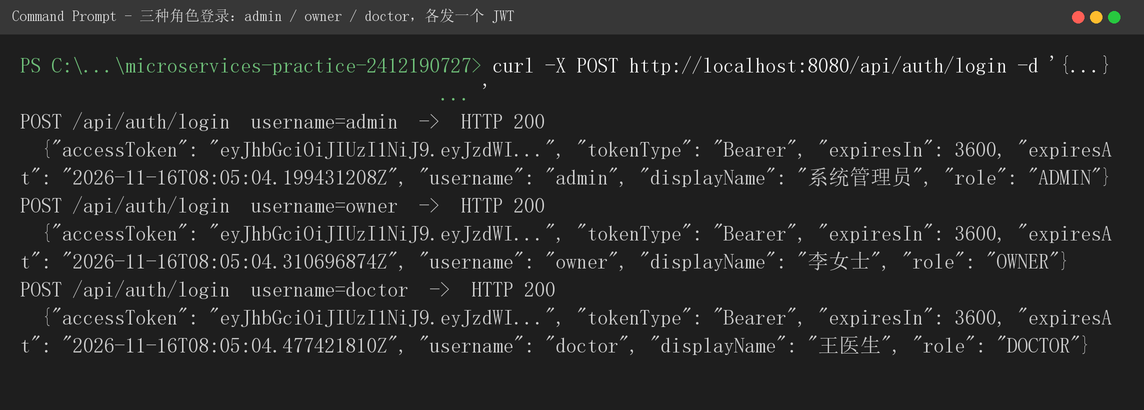 Command Prompt - 三种角色登录: admin / owner / doctor, 各发一个 JWT
PS C:\...\microservices-practice-2412190727> curl -X POST http://localhost:8080/api/auth/login -d '{...}
... '
POST /api/auth/login  username=admin  ->  HTTP 200
{"accessToken": "eyJhbGciOiJIUzI1NiJ9.eyJzdWI...", "tokenType": "Bearer", "expiresIn": 3600, "expiresA
t": "2026-11-16T08:05:04.199431208Z", "username": "admin", "displayName": "系统管理员", "role": "ADMIN"}
POST /api/auth/login  username=owner  ->  HTTP 200
{"accessToken": "eyJhbGciOiJIUzI1NiJ9.eyJzdWI...", "tokenType": "Bearer", "expiresIn": 3600, "expiresA
t": "2026-11-16T08:05:04.310696874Z", "username": "owner", "displayName": "李女士", "role": "OWNER"}
POST /api/auth/login  username=doctor  ->  HTTP 200
{"accessToken": "eyJhbGciOiJIUzI1NiJ9.eyJzdWI...", "tokenType": "Bearer", "expiresIn": 3600, "expiresA
t": "2026-11-16T08:05:04.477421810Z", "username": "doctor", "displayName": "王医生", "role": "DOCTOR"}